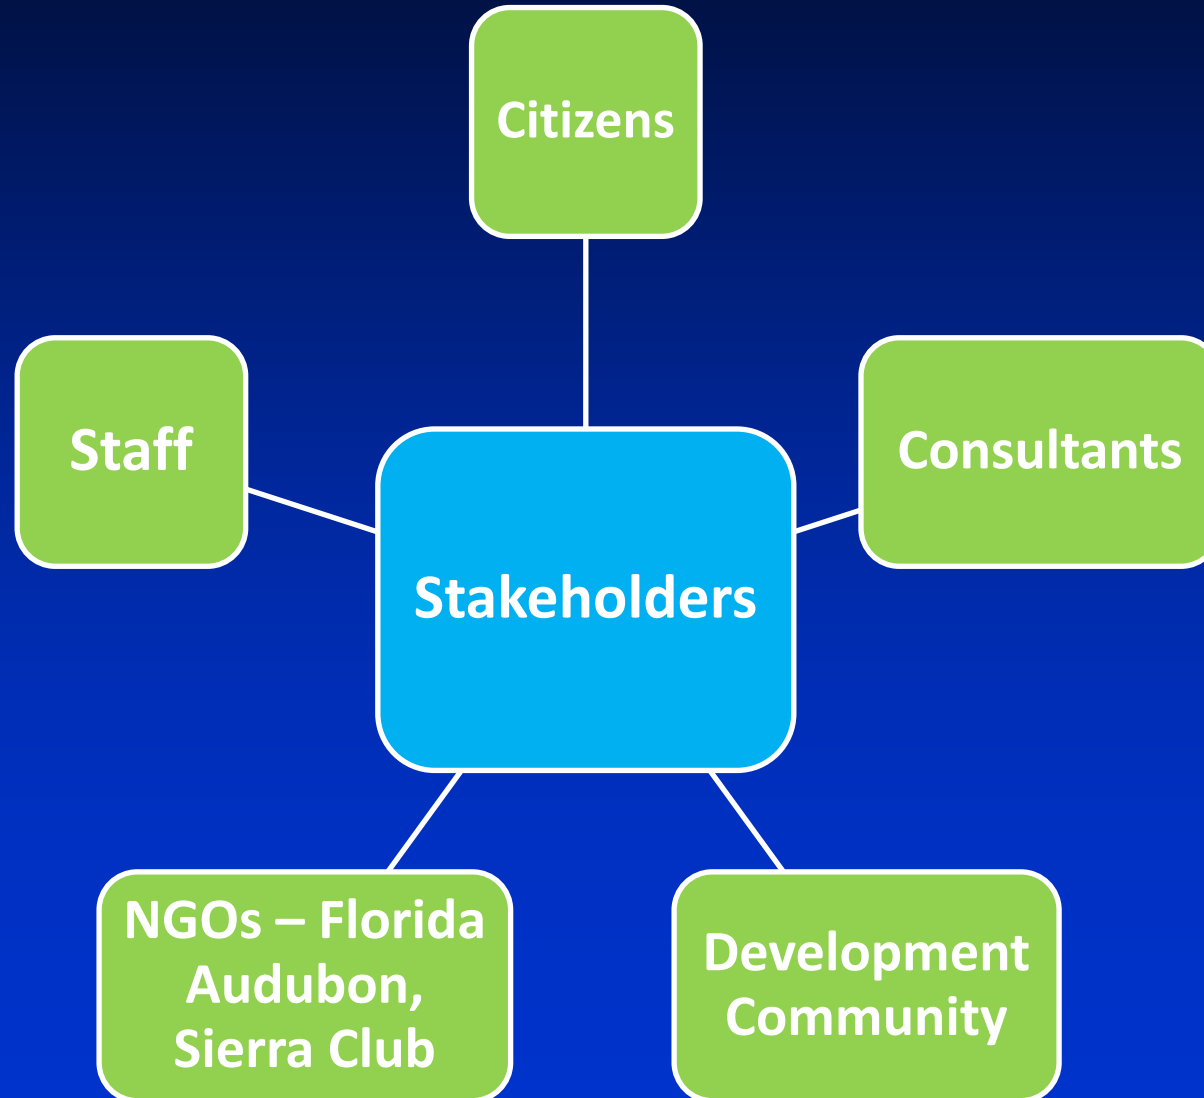 Citizens
Staff
Consultants
Stakeholders
NGOs – Florida
Audubon,
Sierra Club
Development
Community